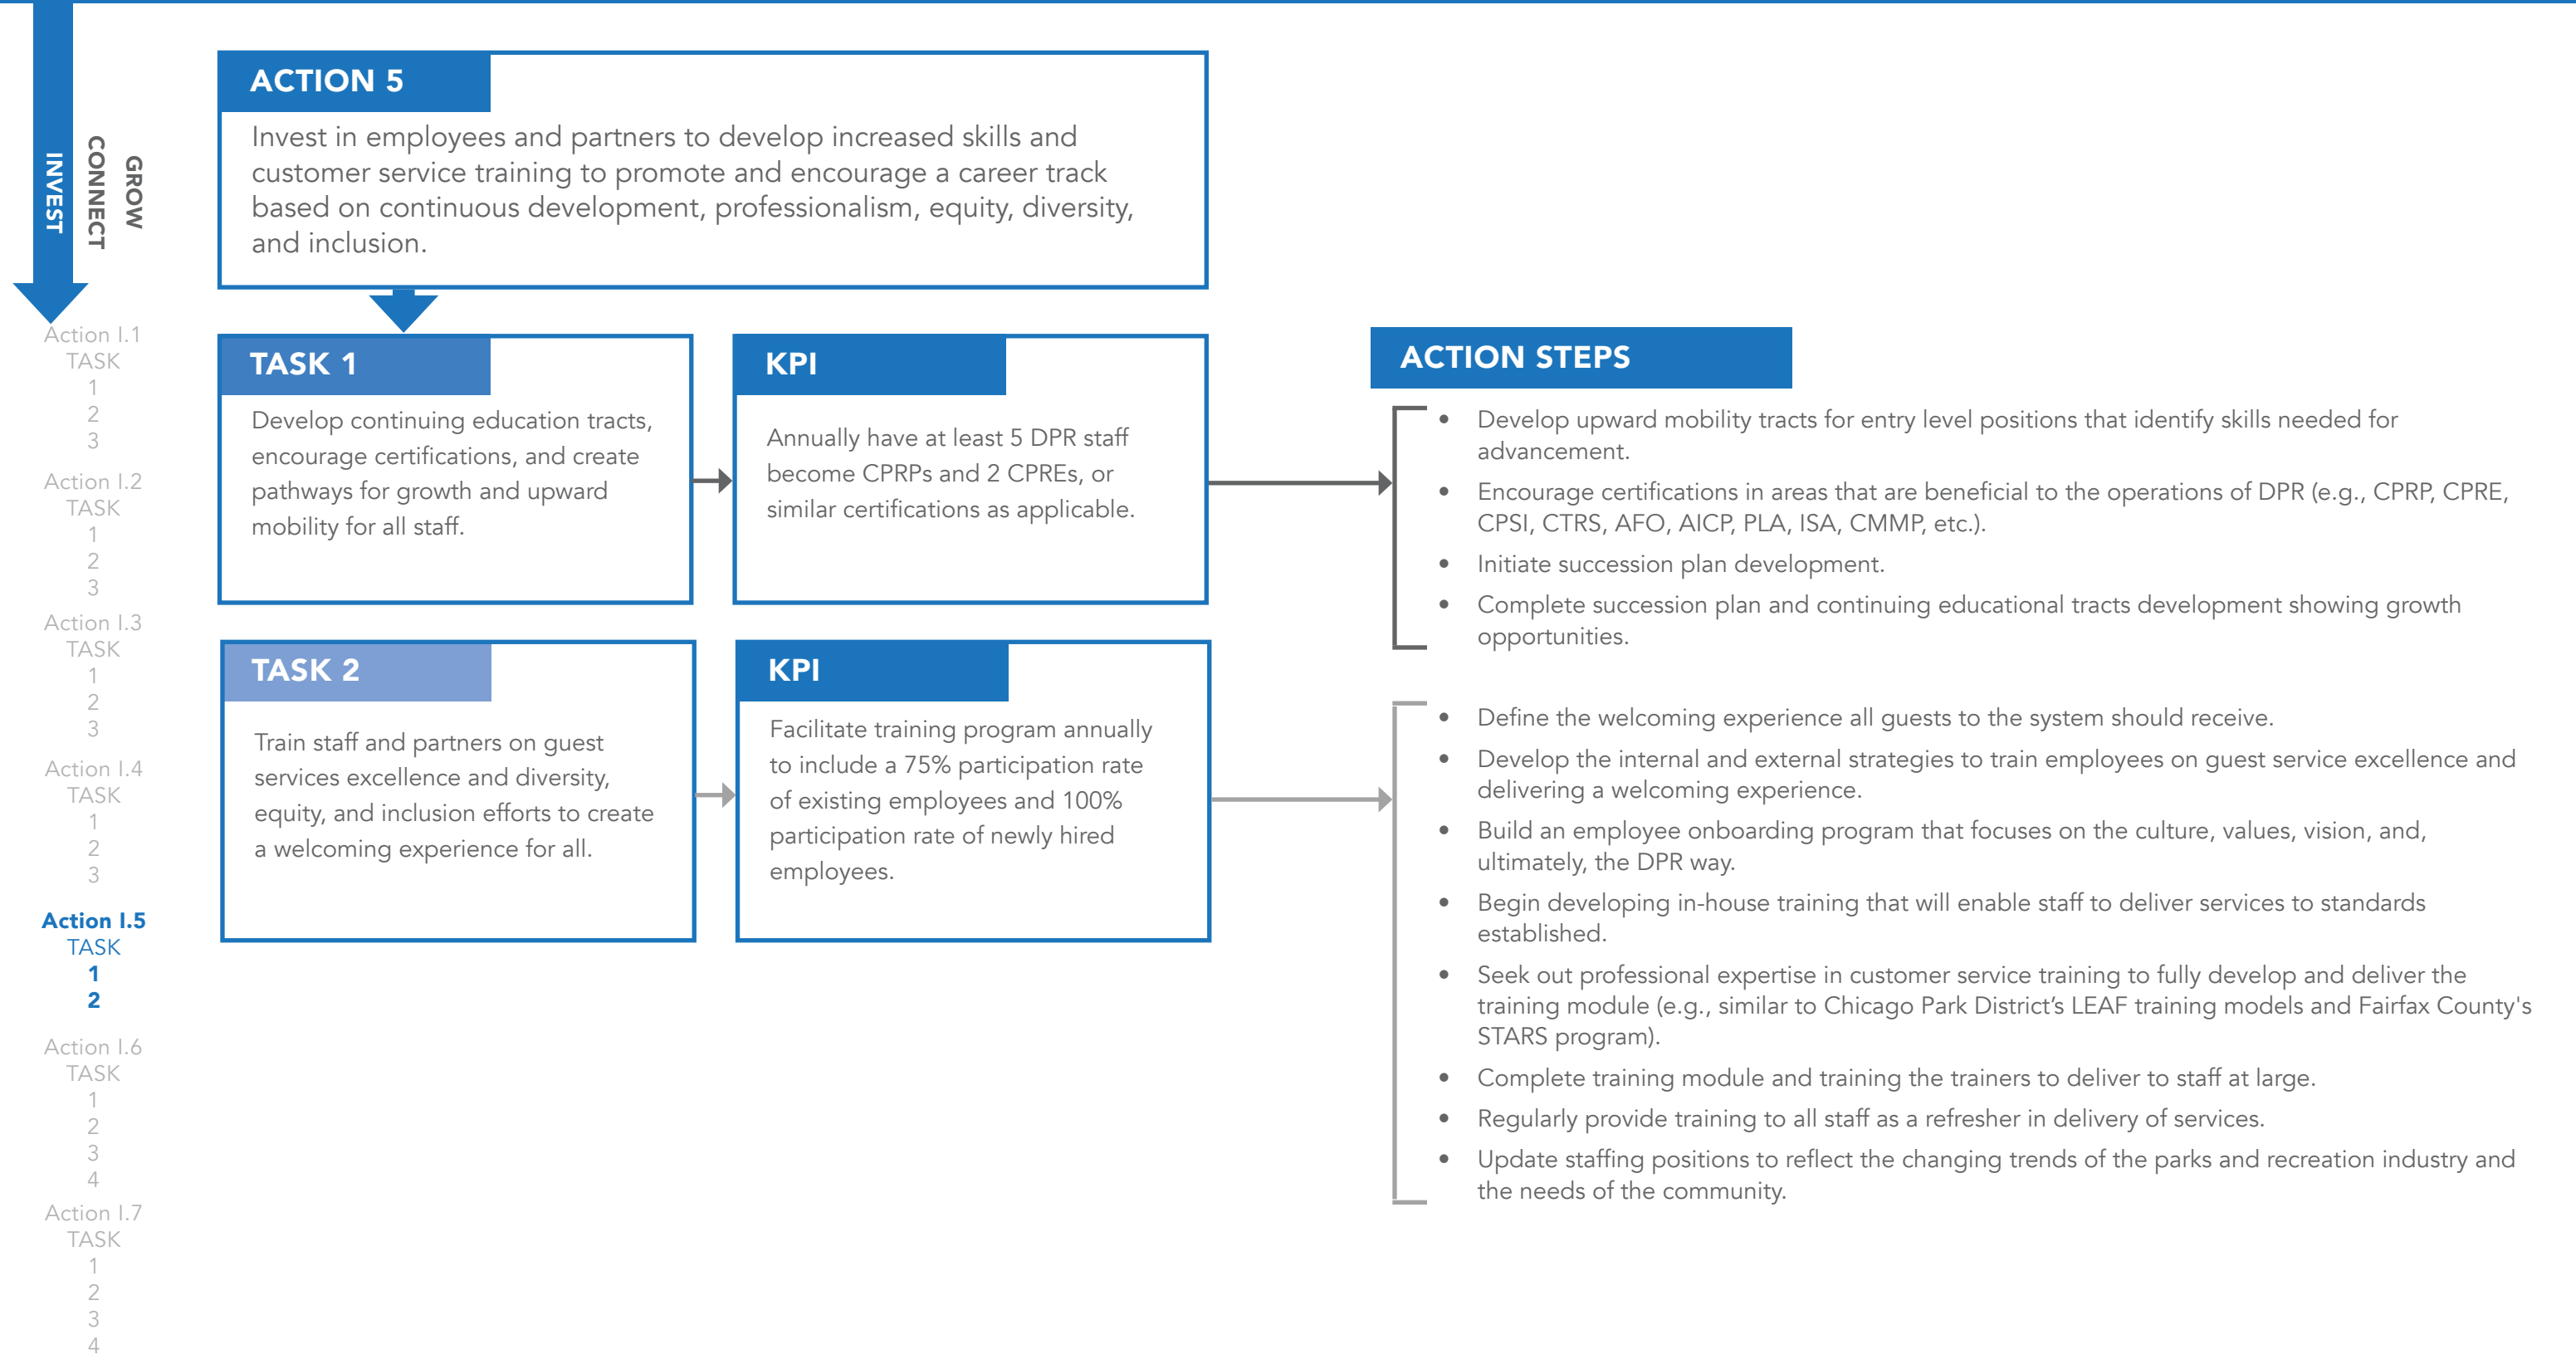 GROW
CONNECT
INVEST
Action I.1
TASK
1
2
3
Action I.2
TASK
1
2
3
Action I.3
TASK
1
2
3
Action I.4
TASK
1
2
3
Action I.5
TASK
1
2
Action I.6
TASK
1
2
3
4
Action I.7
TASK
1
2
3
4
ACTION 5
Invest in employees and partners to develop increased skills and
customer service training to promote and encourage a career track
based on continuous development, professionalism, equity, diversity,
and inclusion.
TASK 1
Develop continuing education tracts,
encourage certifications, and create
pathways for growth and upward
mobility for all staff.
KPI
Annually have at least 5 DPR staff
become CPRPs and 2 CPREs, or
similar certifications as applicable.
ACTION STEPS
• Develop upward mobility tracts for entry level positions that identify skills needed for
advancement.
• Encourage certifications in areas that are beneficial to the operations of DPR (e.g., CPRP, CPRE,
CPSI, CTRS, AFO, AICP, PLA, ISA, CMMP, etc.).
• Initiate succession plan development.
• Complete succession plan and continuing educational tracts development showing growth
opportunities.
TASK 2
Train staff and partners on guest
services excellence and diversity,
equity, and inclusion efforts to create
a welcoming experience for all.
KPI
Facilitate training program annually
to include a 75% participation rate
of existing employees and 100%
participation rate of newly hired
employees.
• Define the welcoming experience all guests to the system should receive.
• Develop the internal and external strategies to train employees on guest service excellence and
delivering a welcoming experience.
• Build an employee onboarding program that focuses on the culture, values, vision, and,
ultimately, the DPR way.
• Begin developing in-house training that will enable staff to deliver services to standards
established.
• Seek out professional expertise in customer service training to fully develop and deliver the
training module (e.g., similar to Chicago Park District’s LEAF training models and Fairfax County's
STARS program).
• Complete training module and training the trainers to deliver to staff at large.
• Regularly provide training to all staff as a refresher in delivery of services.
• Update staffing positions to reflect the changing trends of the parks and recreation industry and
the needs of the community.